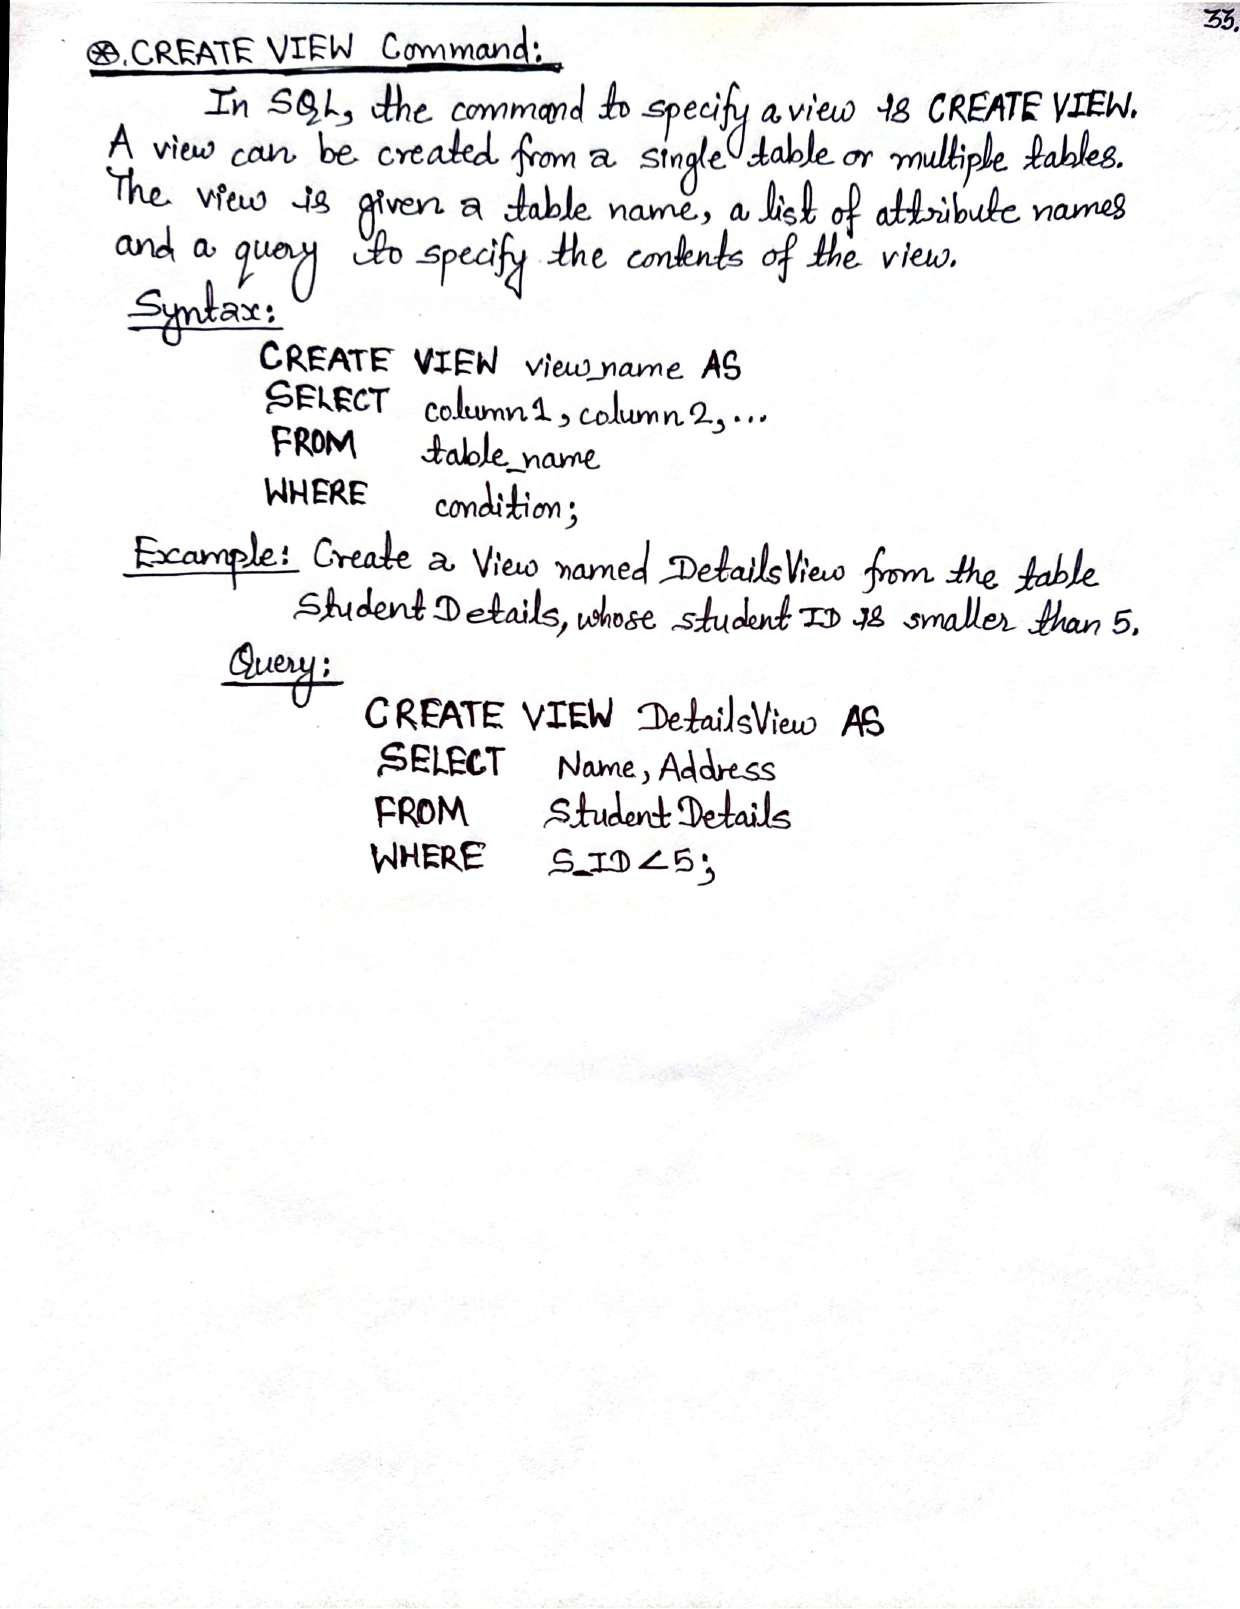 33.
⊛. CREATE VIEW Command:
In SQL, the command to specify a view is CREATE VIEW.
A view can be created from a single table or multiple tables.
The view is given a table name, a list of attribute names
and a query to specify the contents of the view.
Syntax:
CREATE VIEW view_name AS
SELECT column1, column2, ...
FROM table_name
WHERE condition;
Example: Create a View named DetailsView from the table
StudentDetails, whose student ID is smaller than 5.
Query:
CREATE VIEW DetailsView AS
SELECT Name, Address
FROM StudentDetails
WHERE S_ID < 5;